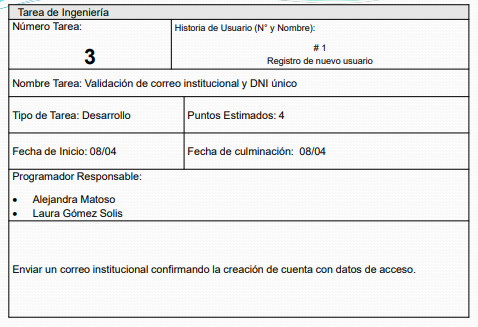 Tarea de Ingeniería
Número Tarea:
3
Historia de Usuario (N° y Nombre):
# 1
Registro de nuevo usuario
Nombre Tarea: Validación de correo institucional y DNI único
Tipo de Tarea: Desarrollo
Puntos Estimados: 4
Fecha de Inicio: 08/04
Fecha de culminación: 08/04
Programador Responsable:
• Alejandra Matoso
• Laura Gómez Solis
Enviar un correo institucional confirmando la creación de cuenta con datos de acceso.